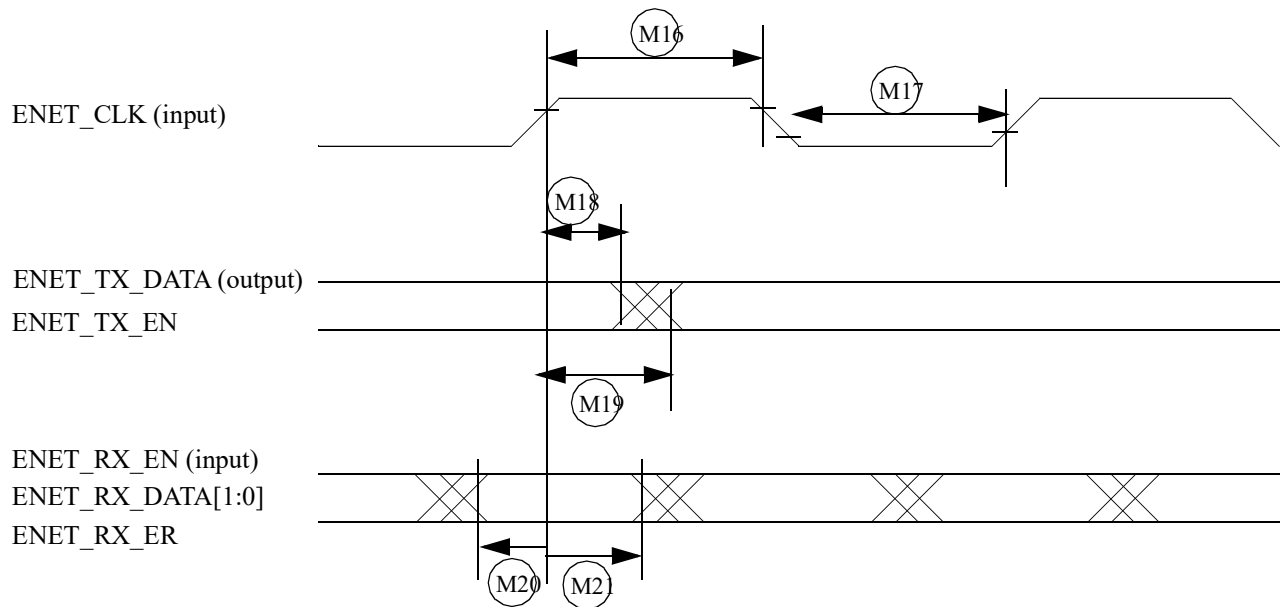 M16
ENET_CLK (input)
M17
M18
ENET_TX_DATA (output)
ENET_TX_EN
M19
ENET_RX_EN (input)
ENET_RX_DATA[1:0]
ENET_RX_ER
M20
M21